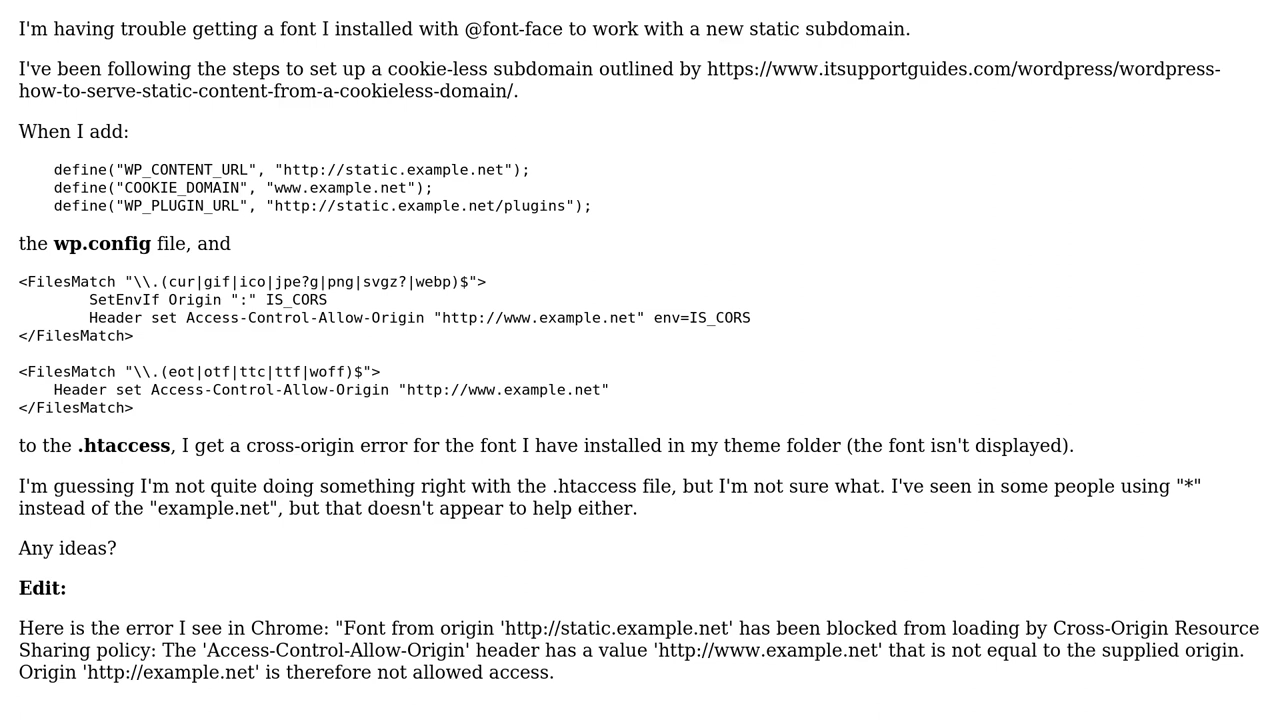 I'm having trouble getting a font I installed with @font-face to work with a new static subdomain.
I've been following the steps to set up a cookie-less subdomain outlined by https://www.itsupportguides.com/wordpress/wordpress-
how-to-serve-static-content-from-a-cookieless-domain/.
When I add:
define("WP_CONTENT_URL", "http://static.example.net");
define("COOKIE_DOMAIN", "www.example.net");
define("WP_PLUGIN_URL", "http://static.example.net/plugins");
the wp.config file, and
<FilesMatch "\\.(cur|gif|ico|jpe?g|png|svgz?|webp)$">
SetEnvIf Origin ":" IS_CORS
Header set Access-Control-Allow-Origin "http://www.example.net" env=IS_CORS
</FilesMatch>
<FilesMatch "\\.(eot|otf|ttc|ttf|woff)$">
Header set Access-Control-Allow-Origin "http://www.example.net"
</FilesMatch>
to the .htaccess, I get a cross-origin error for the font I have installed in my theme folder (the font isn't displayed).
I'm guessing I'm not quite doing something right with the .htaccess file, but I'm not sure what. I've seen in some people using "*"
instead of the "example.net", but that doesn't appear to help either.
Any ideas?
Edit:
Here is the error I see in Chrome: "Font from origin 'http://static.example.net' has been blocked from loading by Cross-Origin Resource
Sharing policy: The 'Access-Control-Allow-Origin' header has a value 'http://www.example.net' that is not equal to the supplied origin.
Origin 'http://example.net' is therefore not allowed access.